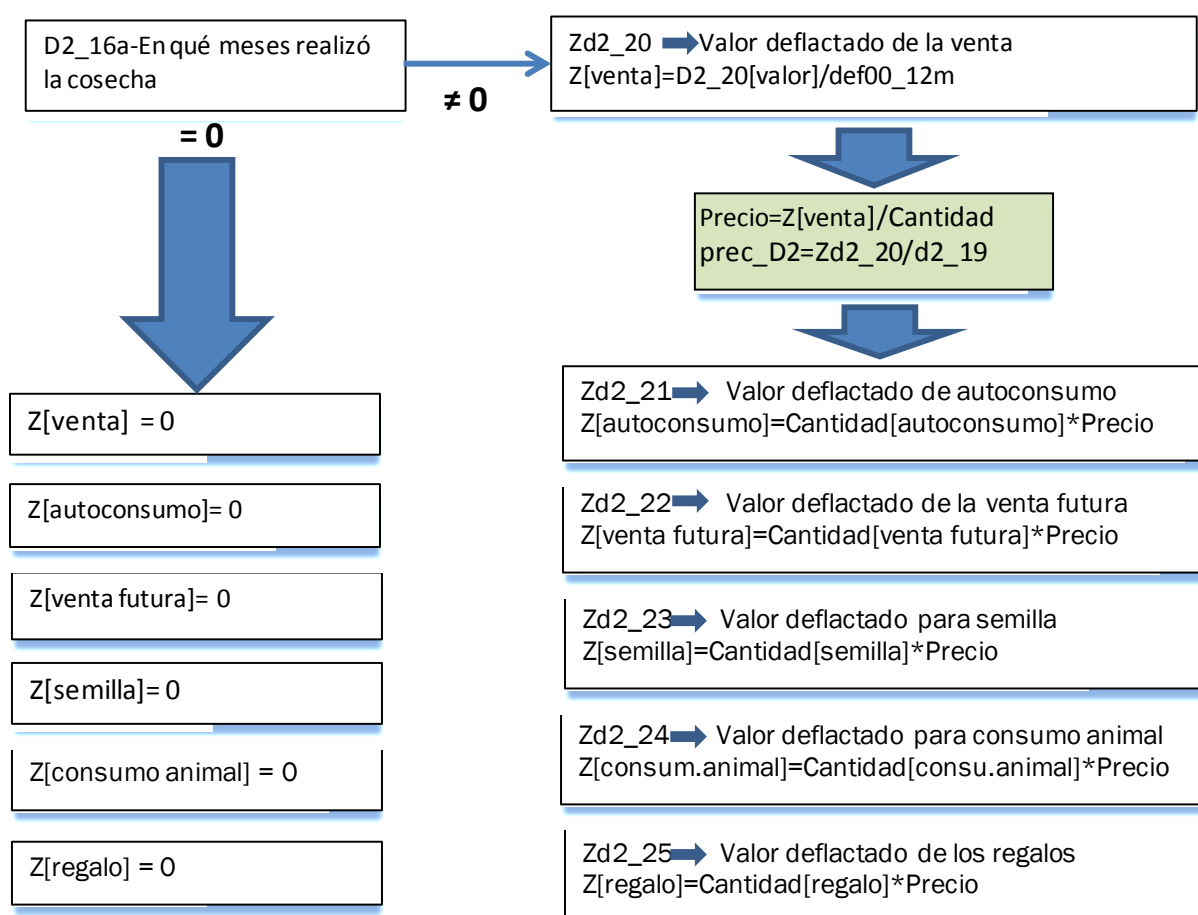 D2_16a-En qué meses realizó
la cosecha
≠ 0
= 0
Zd2_20 Valor deflactado de la venta
Z[venta]=D2_20[valor]/def00_12m
Precio=Z[venta]/Cantidad
prec_D2=Zd2_20/d2_19
Z[venta] = 0
Z[autoconsumo]= 0
Z[venta futura]= 0
Z[semilla]= 0
Z[consumo animal] = 0
Z[regalo] = 0
Zd2_21 Valor deflactado de autoconsumo
Z[autoconsumo]=Cantidad[autoconsumo]*Precio
Zd2_22 Valor deflactado de la venta futura
Z[venta futura]=Cantidad[venta futura]*Precio
Zd2_23 Valor deflactado para semilla
Z[semilla]=Cantidad[semilla]*Precio
Zd2_24 Valor deflactado para consumo animal
Z[consum.animal]=Cantidad[consu.animal]*Precio
Zd2_25 Valor deflactado de los regalos
Z[regalo]=Cantidad[regalo]*Precio